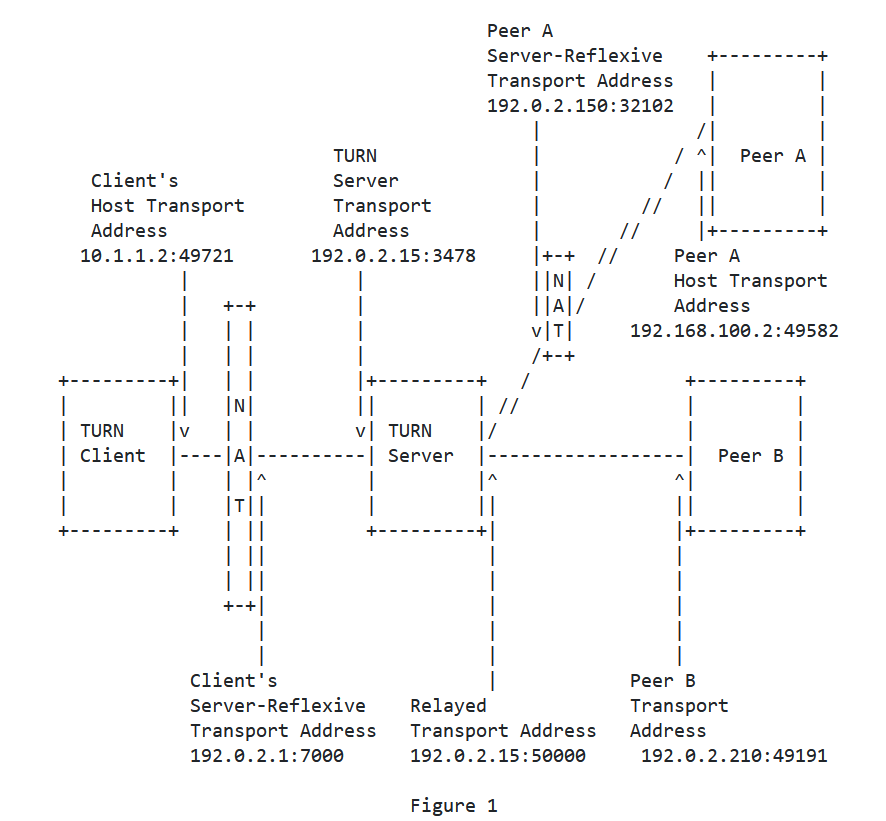 Peer A
                                        Server-Reflexive    +---------+
                                        Transport Address   |         |
                                        192.0.2.150:32102   |         |
                                            |              /|         |
                          TURN              |            / ^|  Peer A |
    Client's              Server            |           /  ||         |
    Host Transport        Transport         |         //   ||         |
    Address               Address           |       //     |+---------+
   10.1.1.2:49721       192.0.2.15:3478     |+-+  //     Peer A
            |               |               ||N| /       Host Transport
            |   +-+         |               ||A|/        Address
            |   | |         |               v|T|     192.168.100.2:49582
            |   | |         |               /+-+
 +---------+|   | |         |+---------+   /              +---------+
 |         ||   |N|         ||         | //               |         |
 | TURN    |v   | |         v| TURN    |/                 |         |
 | Client  |----|A|----------| Server  |------------------|  Peer B |
 |         |    | |^         |         |^                ^|         |
 |         |    |T||         |         ||                ||         |
 +---------+    | ||         +---------+|                |+---------+
                | ||                    |                |
                | ||                    |                |
                +-+|                    |                |
                   |                    |                |
                   |                    |                |
             Client's                   |            Peer B
             Server-Reflexive    Relayed             Transport
             Transport Address   Transport Address   Address
             192.0.2.1:7000      192.0.2.15:50000     192.0.2.210:49191

                                 Figure 1